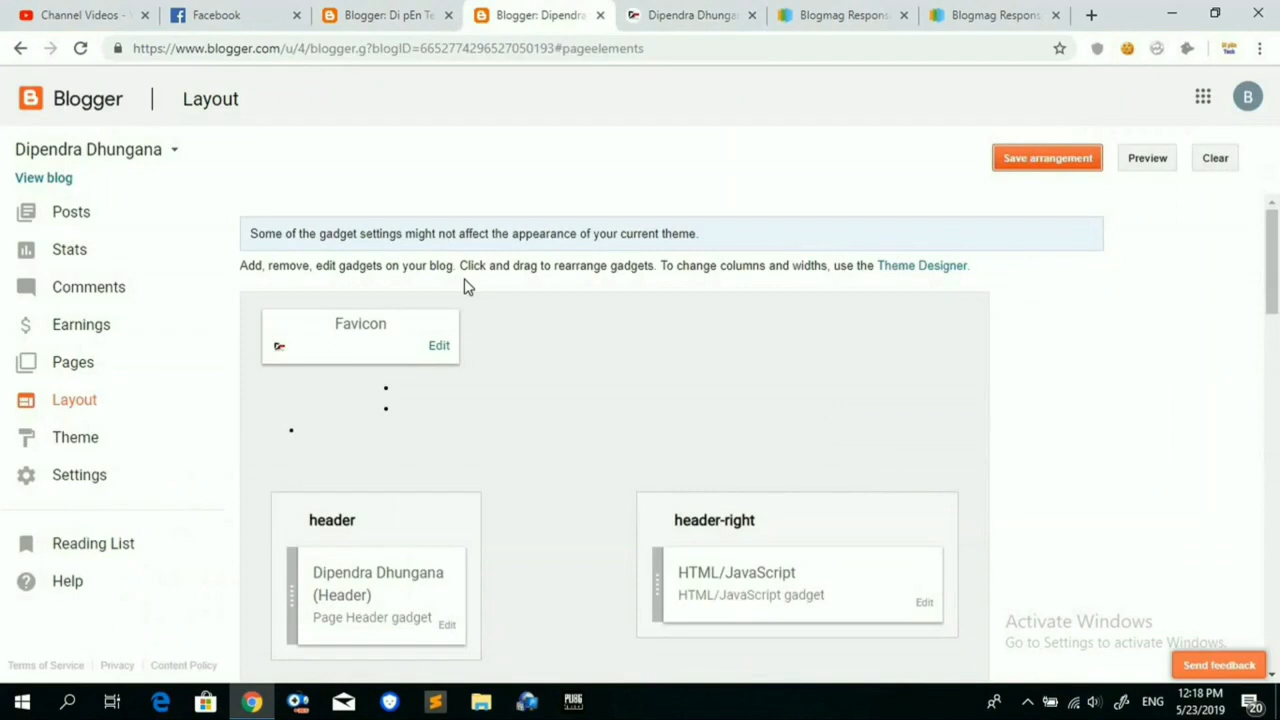 Channel Videos -
Facebook
Blogger: Di pEn Te
Blogger: Dipendra
Dipendra Dhungan
Blogmag Respons
Blogmag Respons
https://www.blogger.com/u/4/blogger.g?blogID=6652774296527050193#pageelements
Blogger | Layout
B
Dipendra Dhungana
View blog
Save arrangement
Preview
Clear
Posts
Stats
Comments
Earnings
Pages
Layout
Theme
Settings
Reading List
Help
Some of the gadget settings might not affect the appearance of your current theme.
Add, remove, edit gadgets on your blog. Click and drag to rearrange gadgets. To change columns and widths, use the Theme Designer.
Favicon
Edit
header
Dipendra Dhungana
(Header)
Page Header gadget
Edit
header-right
HTML/JavaScript
HTML/JavaScript gadget
Edit
Activate Windows
Go to Settings to activate Windows.
Send feedback
Terms of Service | Privacy | Content Policy
PUBG
ENG
12:18 PM
5/23/2019
20